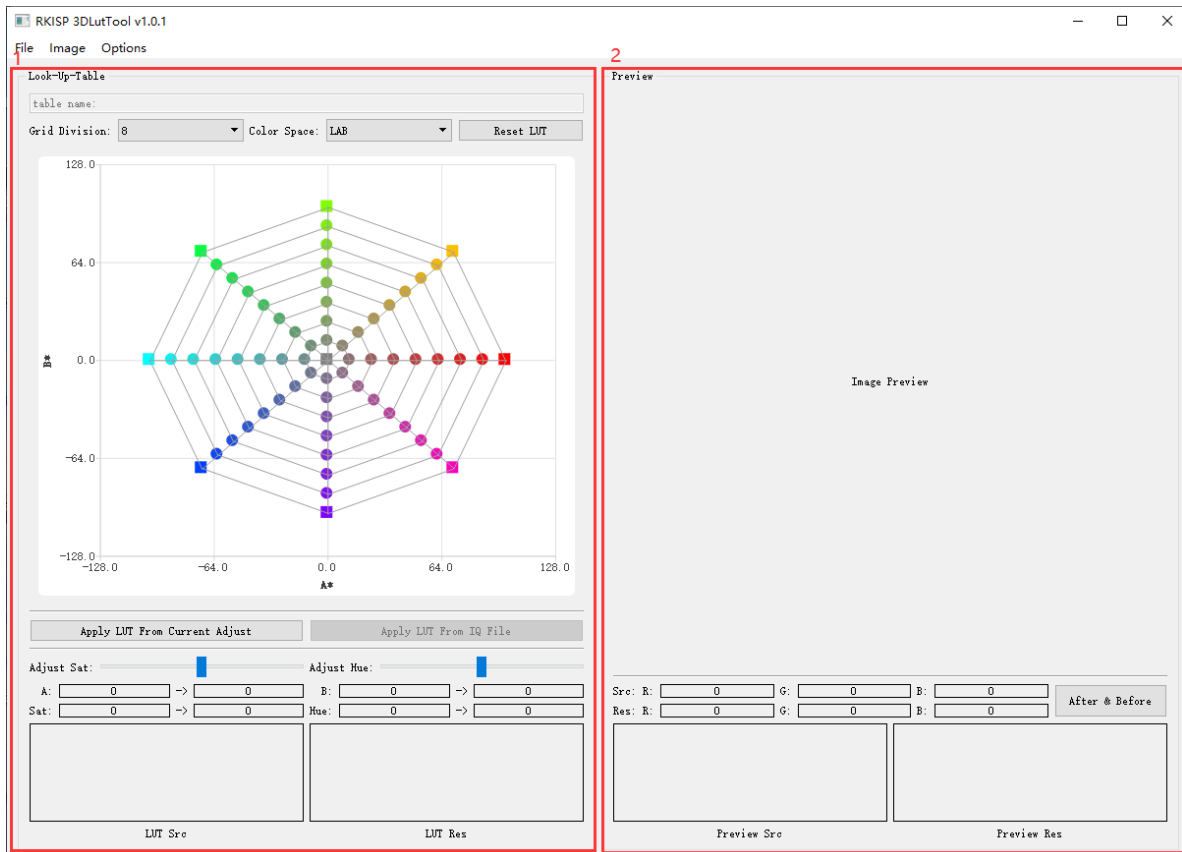 RKISP 3DLutTool v1.0.1
File Image Options
1
2
Look-Up-Table
table name:
Grid Division: 8 Color Space: LAB Reset LUT
128.0
64.0
0.0
-64.0
-128.0
B*
-128.0 -64.0 0.0 64.0 128.0
A*
Apply LUT From Current Adjust Apply LUT From IQ File
Adjust Sat: Adjust Hue:
A: 0 -> 0 B: 0 -> 0
Sat: 0 -> 0 Hue: 0 -> 0
LUT Src LUT Res
Preview
Image Preview
Src: R: 0 G: 0 B: 0
Res: R: 0 G: 0 B: 0
After & Before
Preview Src Preview Res